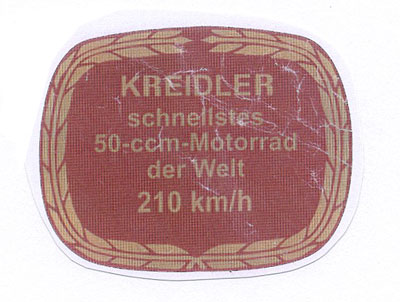 KREIDLER
schnellstes
50-ccm-Motorrad
der Welt
210 km/h